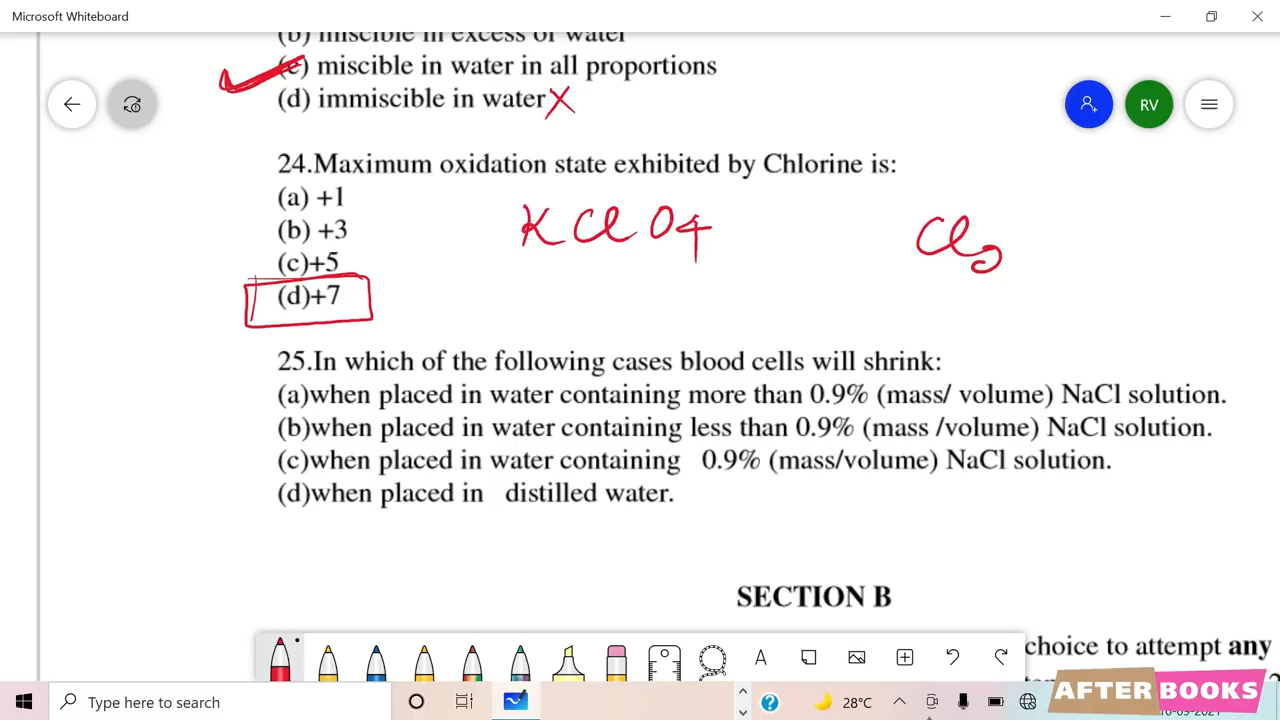 Microsoft Whiteboard
(b) miscible in excess of water
(c) miscible in water in all proportions
(d) immiscible in water X
RV
24.Maximum oxidation state exhibited by Chlorine is:
(a) +1
(b) +3
(c)+5
(d)+7
KClO4
Cl
25.In which of the following cases blood cells will shrink:
(a)when placed in water containing more than 0.9% (mass/ volume) NaCl solution.
(b)when placed in water containing less than 0.9% (mass /volume) NaCl solution.
(c)when placed in water containing 0.9% (mass/volume) NaCl solution.
(d)when placed in distilled water.
SECTION B
choice to attempt any
AFTER BOOKS
Type here to search
28°C